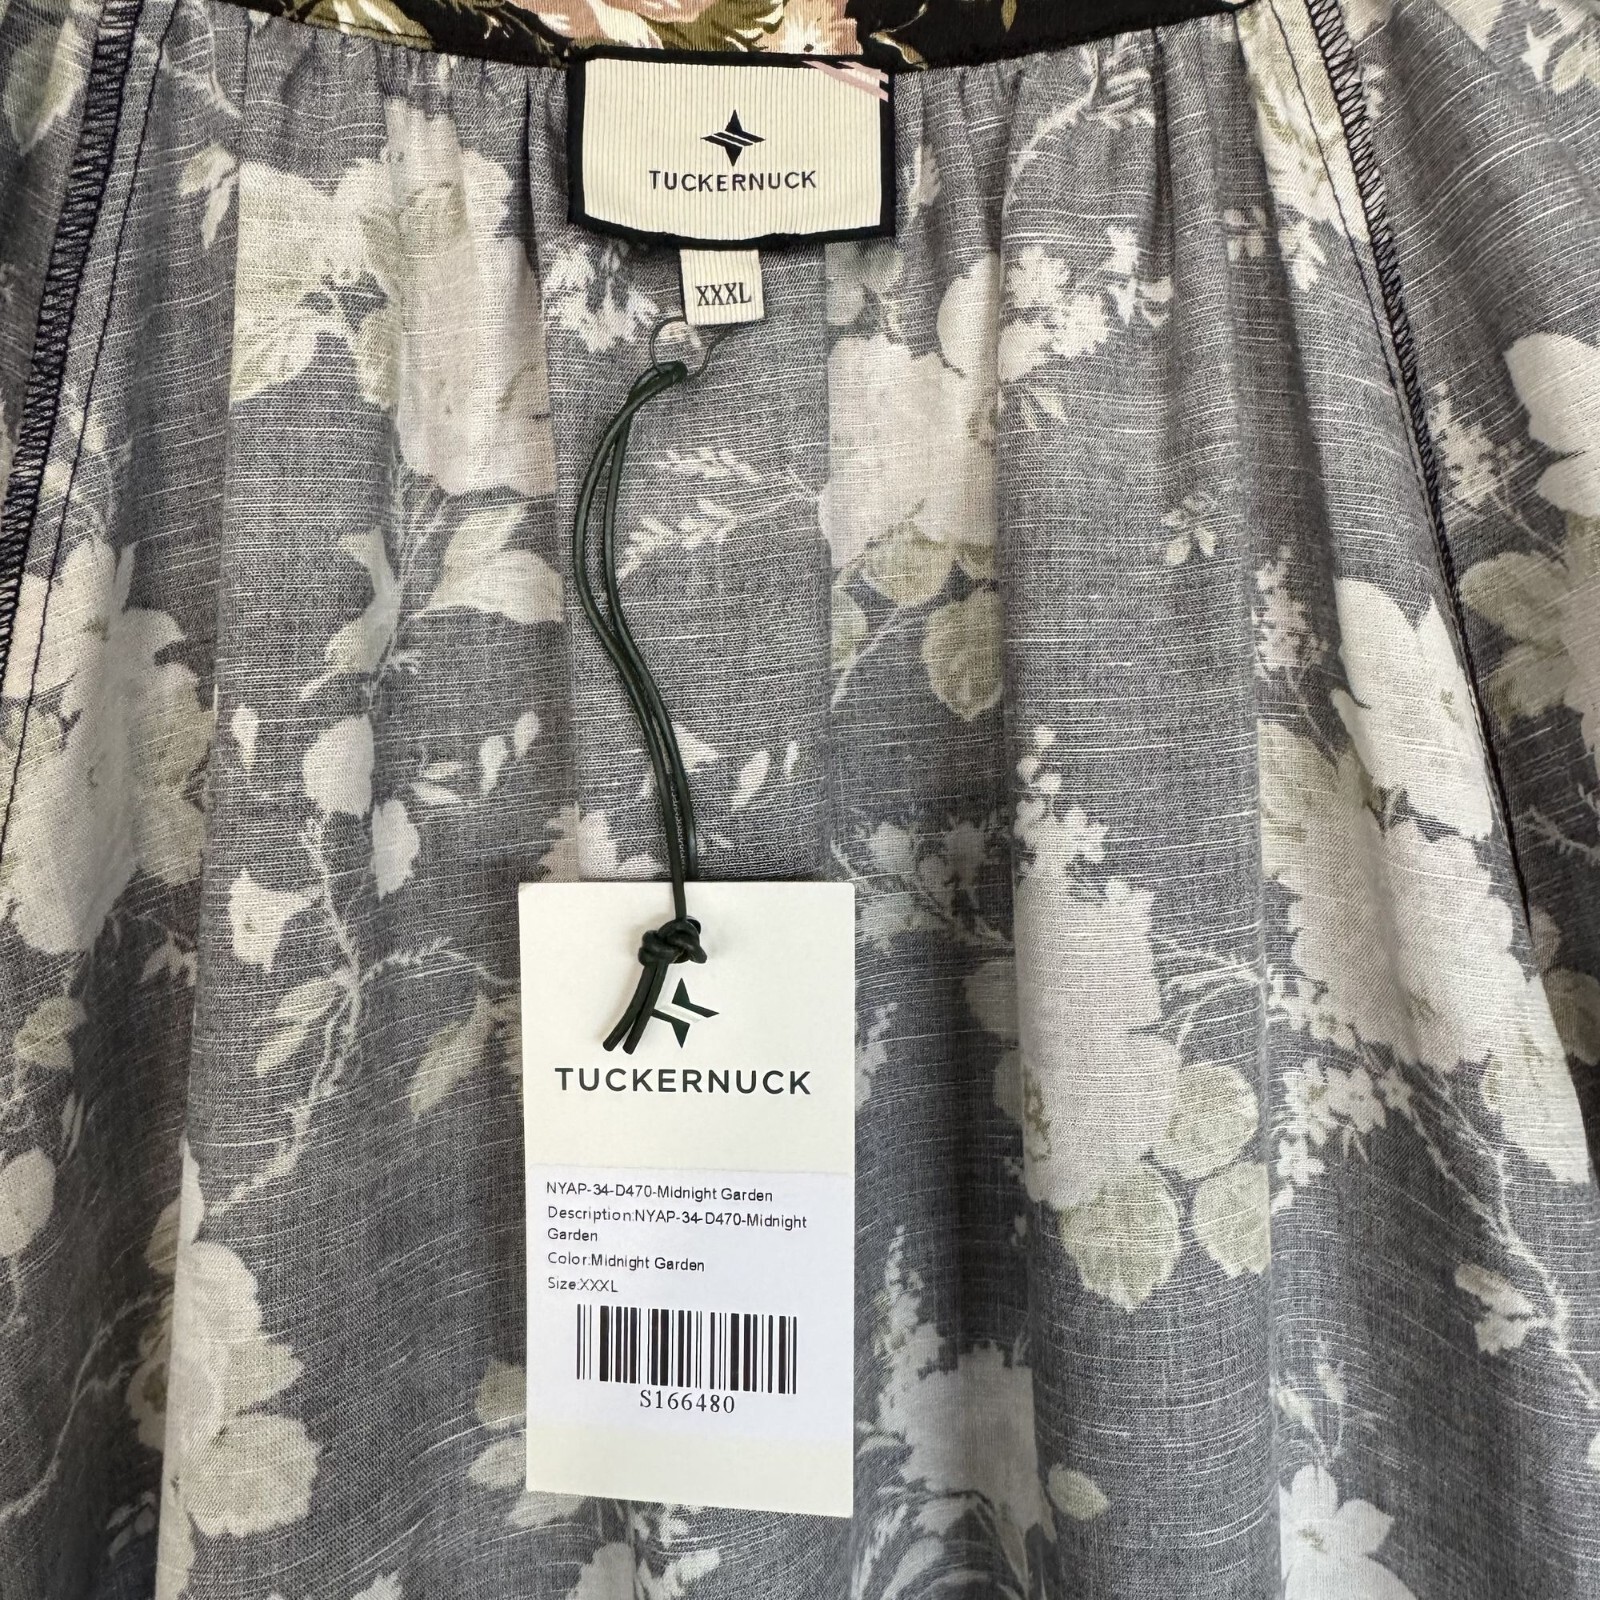 TUCKERNUCK
XXXL
TUCKERNUCK
NYAP-34-D470-Midnight Garden
Description:NYAP-34-D470-Midnight
Garden
Color:Midnight Garden
Size:XXXL
S166480